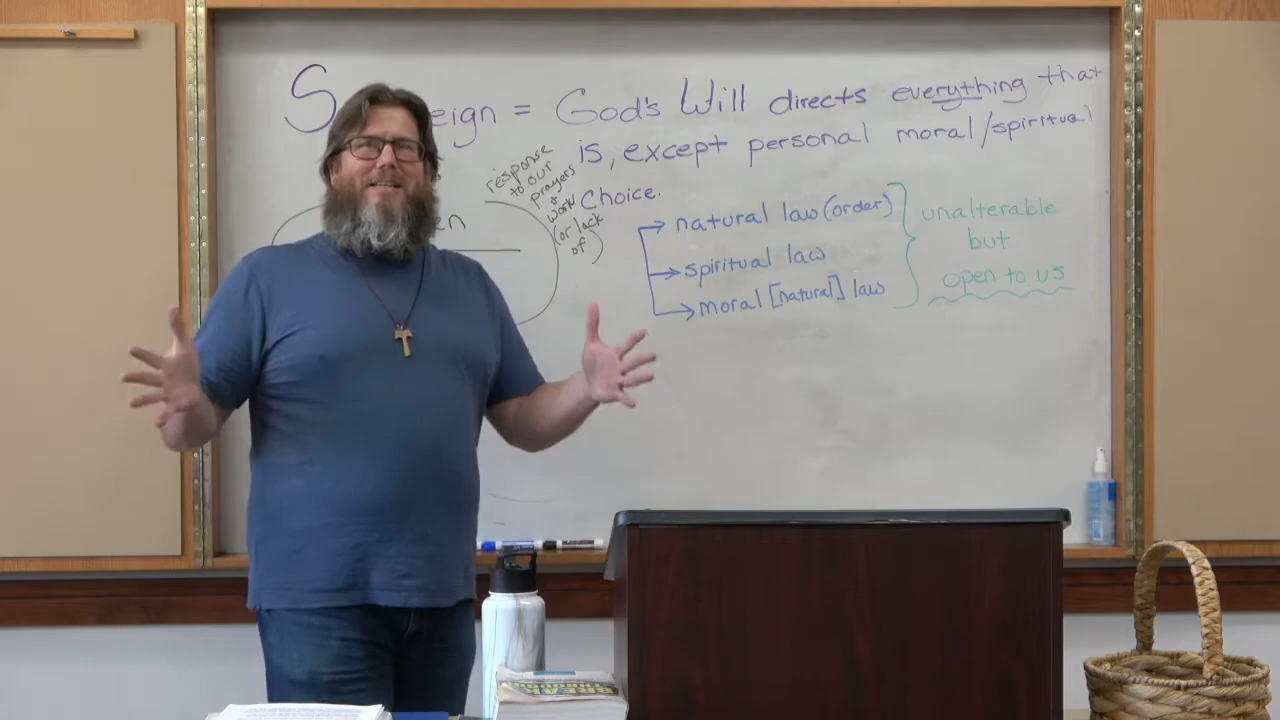 S eign = God's Will directs everything that
is, except personal moral/spiritual
choice.
response
to our
prayers
+
work
(or lack
of)
en
natural law (order)
spiritual law
moral [natural] law
unalterable
but
open to us